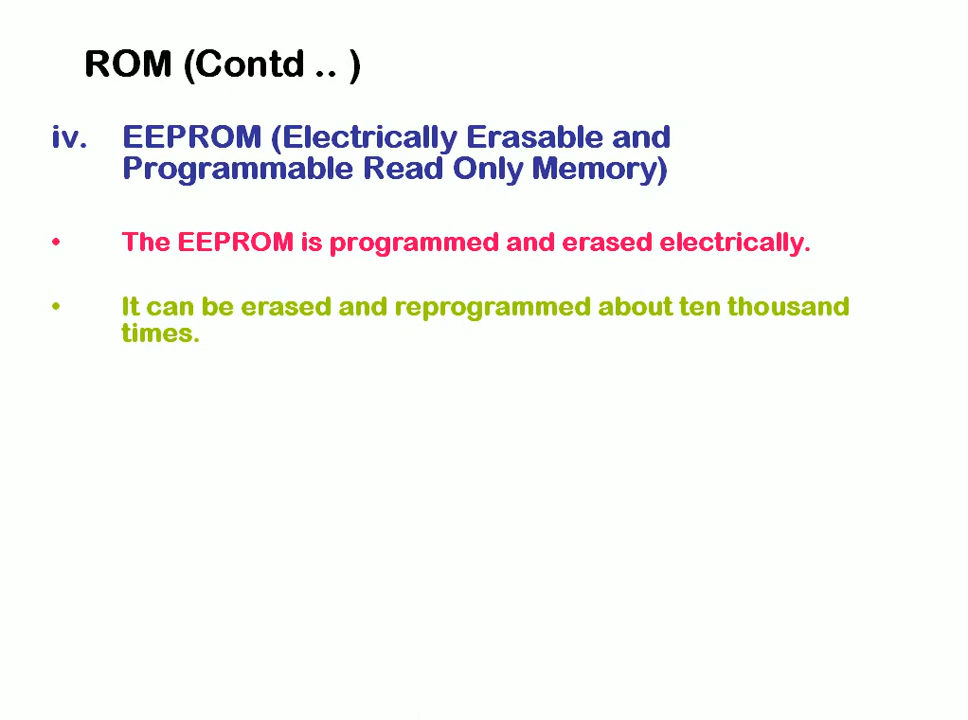 ROM (Contd .. )
iv. EEPROM (Electrically Erasable and
Programmable Read Only Memory)
• The EEPROM is programmed and erased electrically.
• It can be erased and reprogrammed about ten thousand
times.